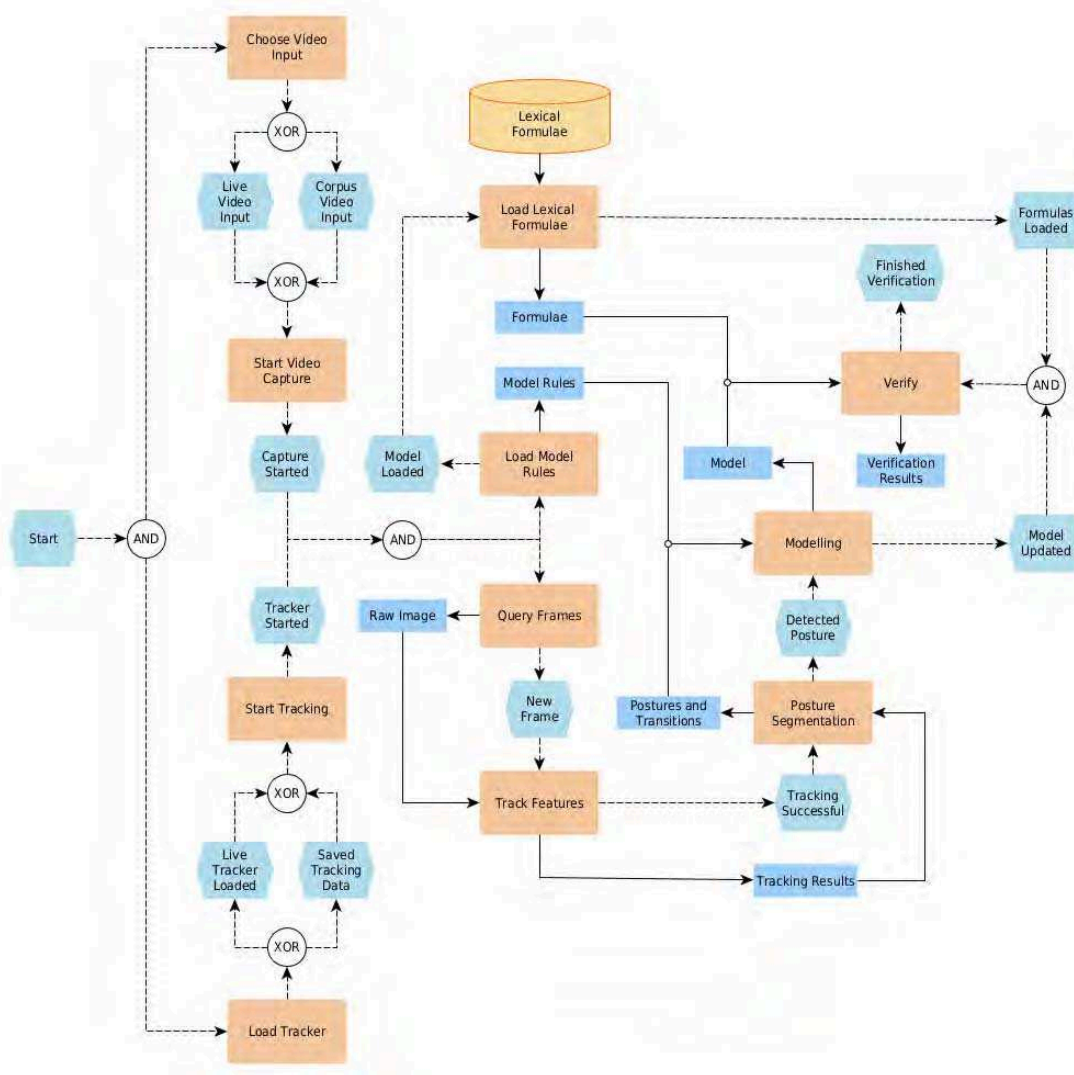 Choose Video
Input
XOR
Live
Video
Input
Corpus
Video
Input
XOR
Start Video
Capture
Capture
Started
Start
AND
AND
Tracker
Started
Start Tracking
XOR
Live
Tracker
Loaded
Saved
Tracking
Data
XOR
Load Tracker
Lexical
Formulae
Load Lexical
Formulae
Formulae
Model Rules
Model
Loaded
Load Model
Rules
Raw Image
Query Frames
New
Frame
Track Features
Formulas
Loaded
Finished
Verification
Verify
AND
Verification
Results
Model
Modelling
Model
Updated
Detected
Posture
Postures and
Transitions
Posture
Segmentation
Tracking
Successful
Tracking Results